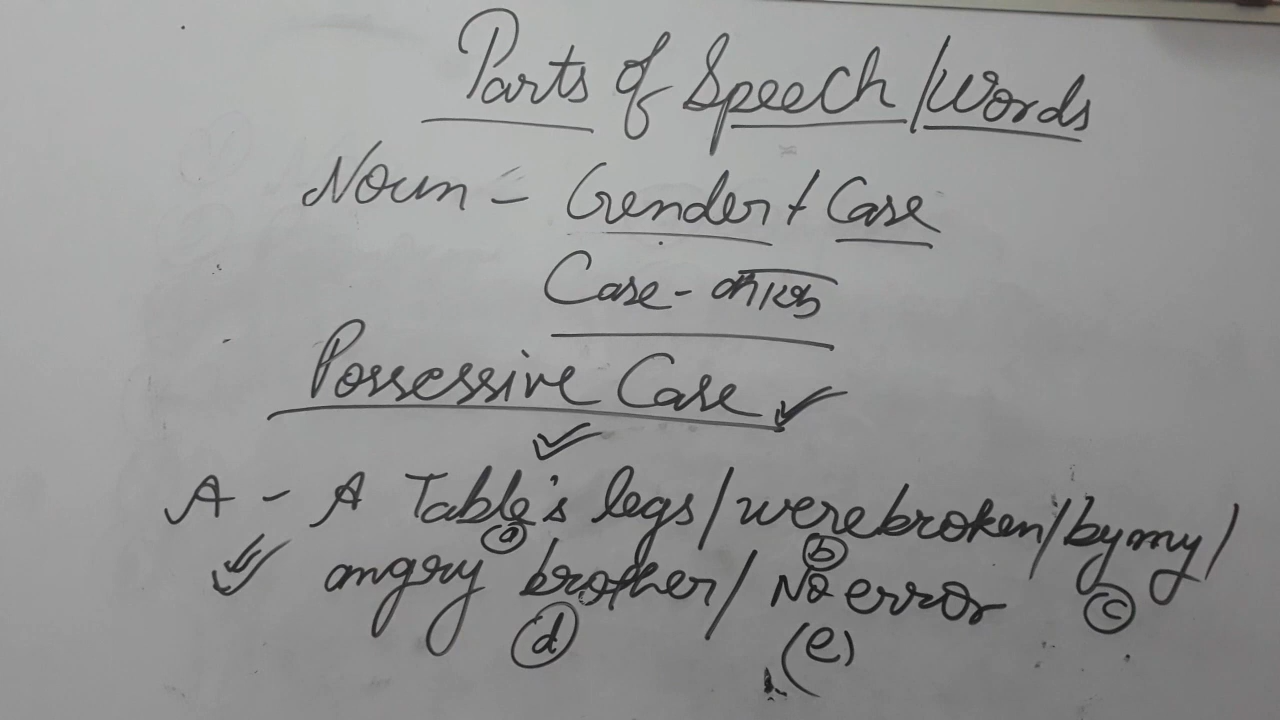 Parts of Speech/Words
Noun - Gender + Case
Case - कारक
Possessive Case
A - A Table's legs/were broken/by my/
(a) (b) (c)
angry brother/No error
(d) (e)